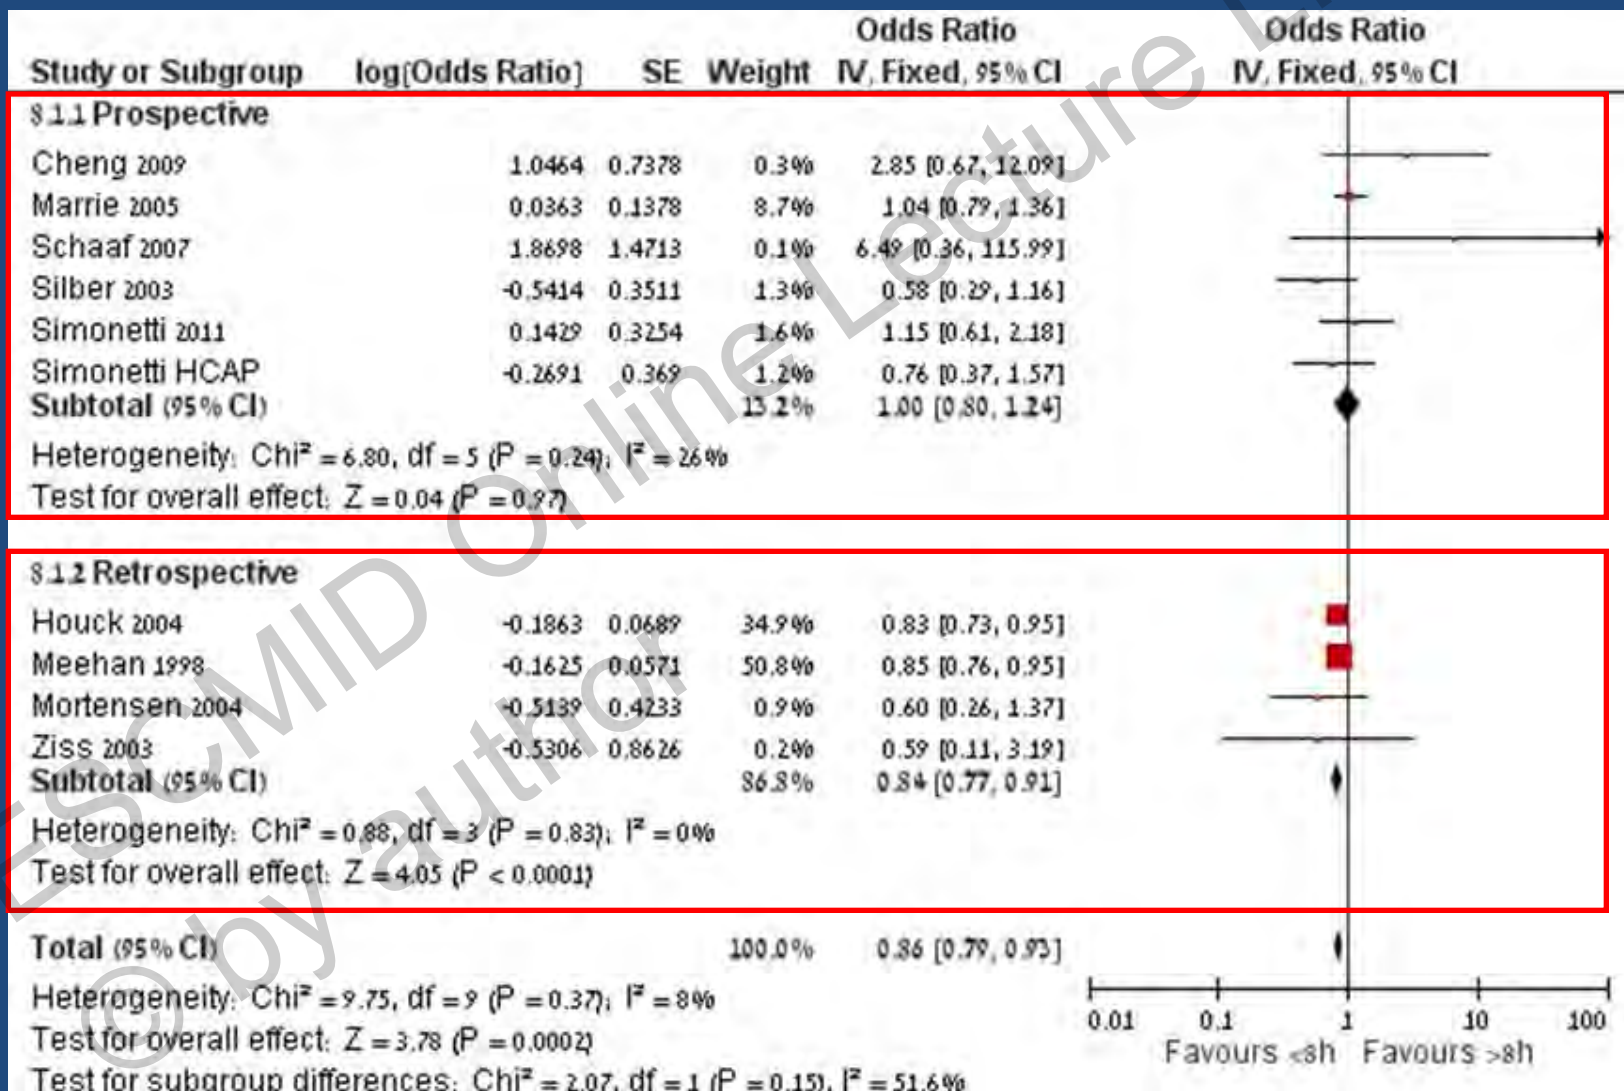 Odds Ratio Odds Ratio
Study or Subgroup log[Odds Ratio] SE Weight IV, Fixed, 95% CI IV, Fixed, 95% CI
8.1.1 Prospective
Cheng 2009 1.0464 0.7378 0.3% 2.85 [0.67, 12.09]
Marrie 2005 0.0363 0.1378 8.7% 1.04 [0.79, 1.36]
Schaaf 2007 1.8698 1.4713 0.1% 6.49 [0.36, 115.99]
Silber 2003 -0.5414 0.3511 1.3% 0.58 [0.29, 1.16]
Simonetti 2011 0.1429 0.3254 1.6% 1.15 [0.61, 2.18]
Simonetti HCAP -0.2691 0.369 1.2% 0.76 [0.37, 1.57]
Subtotal (95% CI) 13.2% 1.00 [0.80, 1.24]
Heterogeneity: Chi² = 6.80, df = 5 (P = 0.24); I² = 26%
Test for overall effect: Z = 0.04 (P = 0.97)
8.1.2 Retrospective
Houck 2004 -0.1863 0.0689 34.9% 0.83 [0.73, 0.95]
Meehan 1998 -0.1625 0.0571 50.8% 0.85 [0.76, 0.95]
Mortensen 2004 -0.5139 0.4233 0.9% 0.60 [0.26, 1.37]
Ziss 2003 -0.5306 0.8626 0.2% 0.59 [0.11, 3.19]
Subtotal (95% CI) 86.8% 0.84 [0.77, 0.91]
Heterogeneity: Chi² = 0.88, df = 3 (P = 0.83); I² = 0%
Test for overall effect: Z = 4.05 (P < 0.0001)
Total (95% CI) 100.0% 0.86 [0.79, 0.93]
Heterogeneity: Chi² = 9.75, df = 9 (P = 0.37); I² = 8%
Test for overall effect: Z = 3.78 (P = 0.0002)
Test for subgroup differences: Chi² = 2.07, df = 1 (P = 0.15), I² = 51.6%
0.01 0.1 1 10 100
Favours <8h Favours >8h
ESCMID Online Lecture
© by author